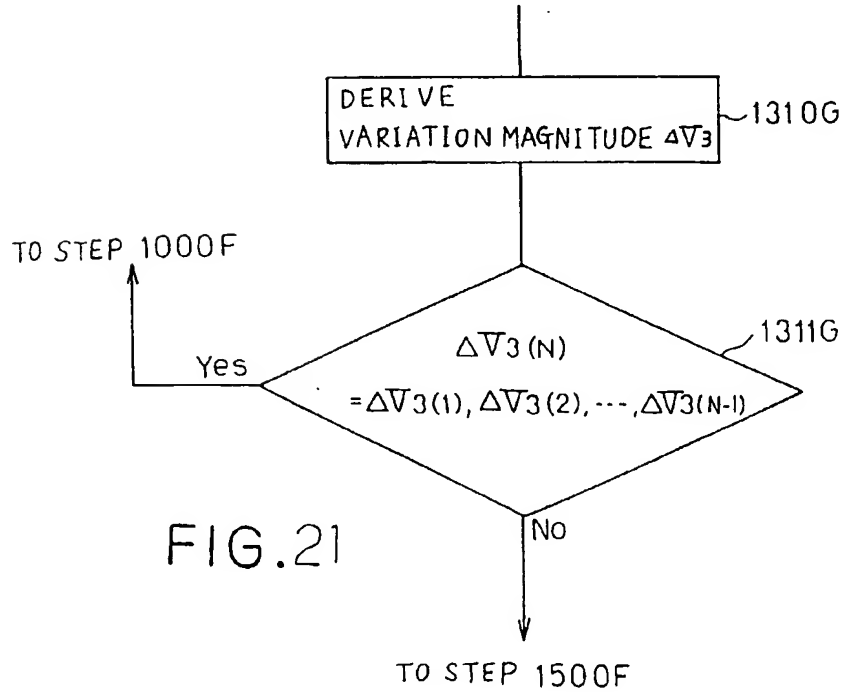 DERIVE
VARIATION MAGNITUDE ΔV3
1310G
TO STEP 1000F
1311G
Yes
ΔV3(N)
=ΔV3(1), ΔV3(2), ---, ΔV3(N-1)
No
FIG.21
TO STEP 1500F